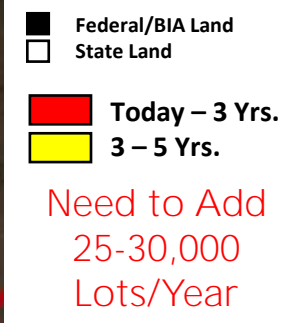 Federal/BIA Land
State Land
Today – 3 Yrs.
3 – 5 Yrs.
Need to Add
25-30,000
Lots/Year